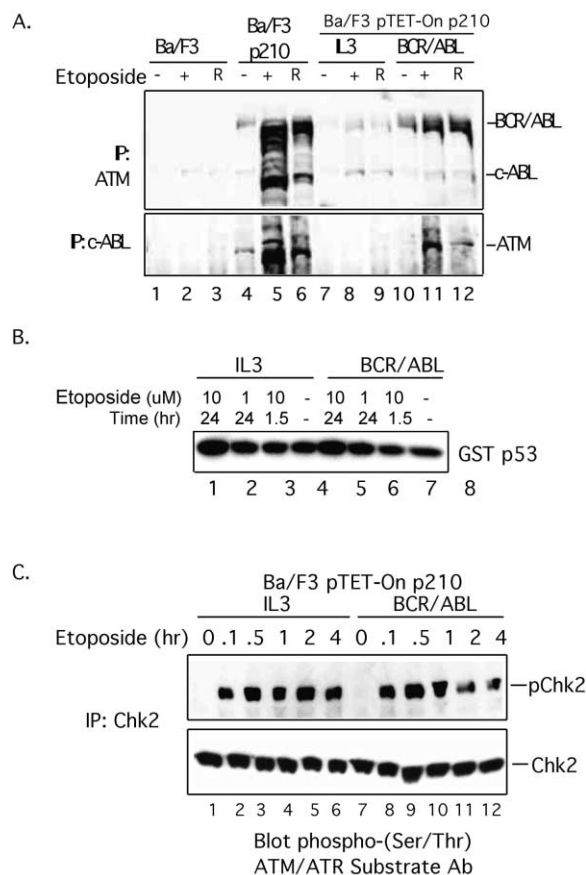 A.
Ba/F3 pTET-On p210
Ba/F3 Ba/F3 p210 IL3 BCR/ABL
Etoposide - + R - + R - + R - + R
IP: ATM
BCR/ABL
c-ABL
IP: c-ABL
ATM
1 2 3 4 5 6 7 8 9 10 11 12
B.
IL3 BCR/ABL
Etoposide (uM) 10 1 10 - 10 1 10 -
Time (hr) 24 24 1.5 - 24 24 1.5 -
GST p53
1 2 3 4 5 6 7 8
C.
Ba/F3 pTET-On p210
IL3 BCR/ABL
Etoposide (hr) 0 .1 .5 1 2 4 0 .1 .5 1 2 4
pChk2
IP: Chk2
Chk2
1 2 3 4 5 6 7 8 9 10 11 12
Blot phospho-(Ser/Thr)
ATM/ATR Substrate Ab